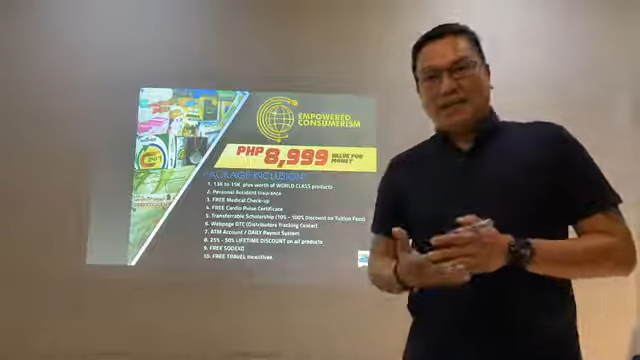 EMPOWERED
CONSUMERISM
PHP 8,999 VALUE FOR MONEY
PACKAGE INCLUSION:
1. 13K to 15K plus worth of WORLD CLASS products
2. Personal Accident Insurance
3. FREE Medical Check-up
4. FREE Cardio Pulse Certificate
5. Transferrable Scholarship (10% - 100% Discount on Tuition Fees)
6. Webpage DTC (Distributors Tracking Center)
7. ATM Account / DAILY Payout System
8. 25% - 50% LIFETIME DISCOUNT on all products
9. FREE SODEXO
10. FREE TRAVEL Incentives